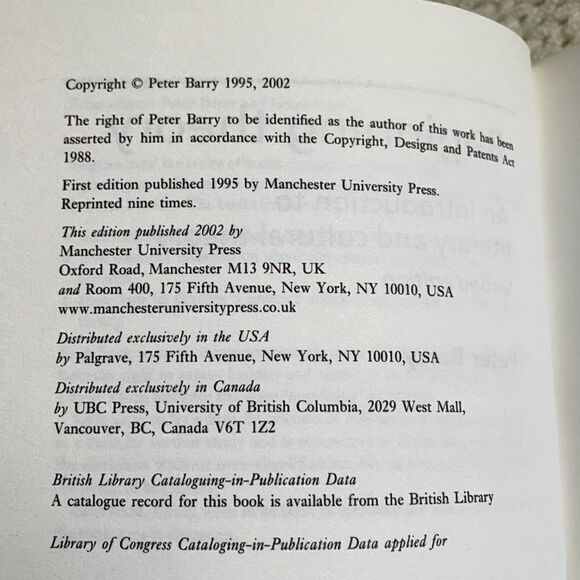 Copyright © Peter Barry 1995, 2002
The right of Peter Barry to be identified as the author of this work has been
asserted by him in accordance with the Copyright, Designs and Patents Act
1988.
First edition published 1995 by Manchester University Press.
Reprinted nine times.
This edition published 2002 by
Manchester University Press
Oxford Road, Manchester M13 9NR, UK
and Room 400, 175 Fifth Avenue, New York, NY 10010, USA
www.manchesteruniversitypress.co.uk
Distributed exclusively in the USA
by Palgrave, 175 Fifth Avenue, New York, NY 10010, USA
Distributed exclusively in Canada
by UBC Press, University of British Columbia, 2029 West Mall,
Vancouver, BC, Canada V6T 1Z2
British Library Cataloguing-in-Publication Data
A catalogue record for this book is available from the British Library
Library of Congress Cataloging-in-Publication Data applied for